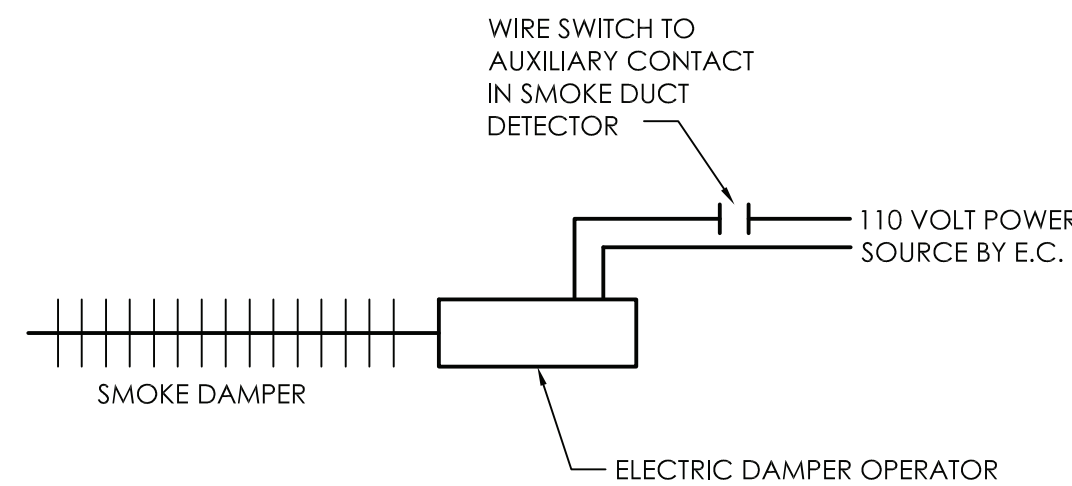 WIRE SWITCH TO
AUXILIARY CONTACT
IN SMOKE DUCT
DETECTOR
110 VOLT POWER
SOURCE BY E.C.
SMOKE DAMPER
ELECTRIC DAMPER OPERATOR